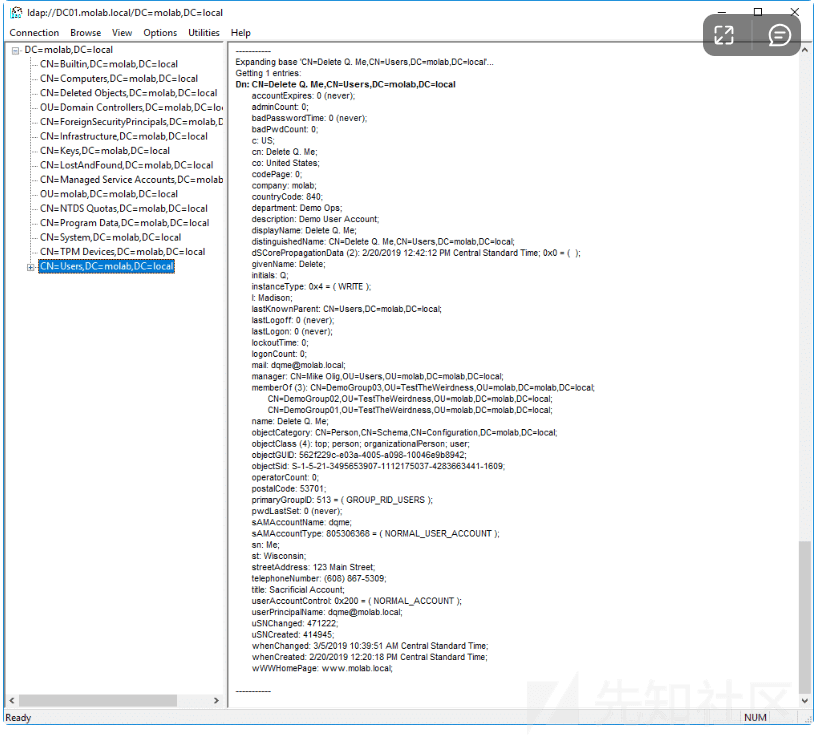 ldap://DC01.molab.local/DC=molab,DC=local
Connection Browse View Options Utilities Help
DC=molab,DC=local
CN=Builtin,DC=molab,DC=local
CN=Computers,DC=molab,DC=local
CN=Deleted Objects,DC=molab,DC=local
OU=Domain Controllers,DC=molab,DC=lo
CN=ForeignSecurityPrincipals,DC=molab,D
CN=Infrastructure,DC=molab,DC=local
CN=Keys,DC=molab,DC=local
CN=LostAndFound,DC=molab,DC=local
CN=Managed Service Accounts,DC=molab
OU=molab,DC=molab,DC=local
CN=NTDS Quotas,DC=molab,DC=local
CN=Program Data,DC=molab,DC=local
CN=System,DC=molab,DC=local
CN=TPM Devices,DC=molab,DC=local
CN=Users,DC=molab,DC=local
-----------
Expanding base 'CN=Delete Q. Me,CN=Users,DC=molab,DC=local'...
Getting 1 entries:
Dn: CN=Delete Q. Me,CN=Users,DC=molab,DC=local
accountExpires: 0 (never);
adminCount: 0;
badPasswordTime: 0 (never);
badPwdCount: 0;
c: US;
cn: Delete Q. Me;
co: United States;
codePage: 0;
company: molab;
countryCode: 840;
department: Demo Ops;
description: Demo User Account;
displayName: Delete Q. Me;
distinguishedName: CN=Delete Q. Me,CN=Users,DC=molab,DC=local;
dSCorePropagationData (2): 2/20/2019 12:42:12 PM Central Standard Time; 0x0 = ( );
givenName: Delete;
initials: Q;
instanceType: 0x4 = ( WRITE );
l: Madison;
lastKnownParent: CN=Users,DC=molab,DC=local;
lastLogoff: 0 (never);
lastLogon: 0 (never);
lockoutTime: 0;
logonCount: 0;
mail: dqme@molab.local;
manager: CN=Mike Olig,OU=Users,OU=molab,DC=molab,DC=local;
memberOf (3): CN=DemoGroup03,OU=TestTheWeirdness,OU=molab,DC=molab,DC=local;
CN=DemoGroup02,OU=TestTheWeirdness,OU=molab,DC=molab,DC=local;
CN=DemoGroup01,OU=TestTheWeirdness,OU=molab,DC=molab,DC=local;
name: Delete Q. Me;
objectCategory: CN=Person,CN=Schema,CN=Configuration,DC=molab,DC=local;
objectClass (4): top; person; organizationalPerson; user;
objectGUID: 562f229c-e03a-4005-a098-10046e9b8942;
objectSid: S-1-5-21-3495653907-1112175037-4283663441-1609;
operatorCount: 0;
postalCode: 53701;
primaryGroupID: 513 = ( GROUP_RID_USERS );
pwdLastSet: 0 (never);
sAMAccountName: dqme;
sAMAccountType: 805306368 = ( NORMAL_USER_ACCOUNT );
sn: Me;
st: Wisconsin;
streetAddress: 123 Main Street;
telephoneNumber: (608) 867-5309;
title: Sacrificial Account;
userAccountControl: 0x200 = ( NORMAL_ACCOUNT );
userPrincipalName: dqme@molab.local;
uSNChanged: 471222;
uSNCreated: 414945;
whenChanged: 3/5/2019 10:39:51 AM Central Standard Time;
whenCreated: 2/20/2019 12:20:18 PM Central Standard Time;
wWWHomePage: www.molab.local;
-----------
先知社区
Ready
NUM